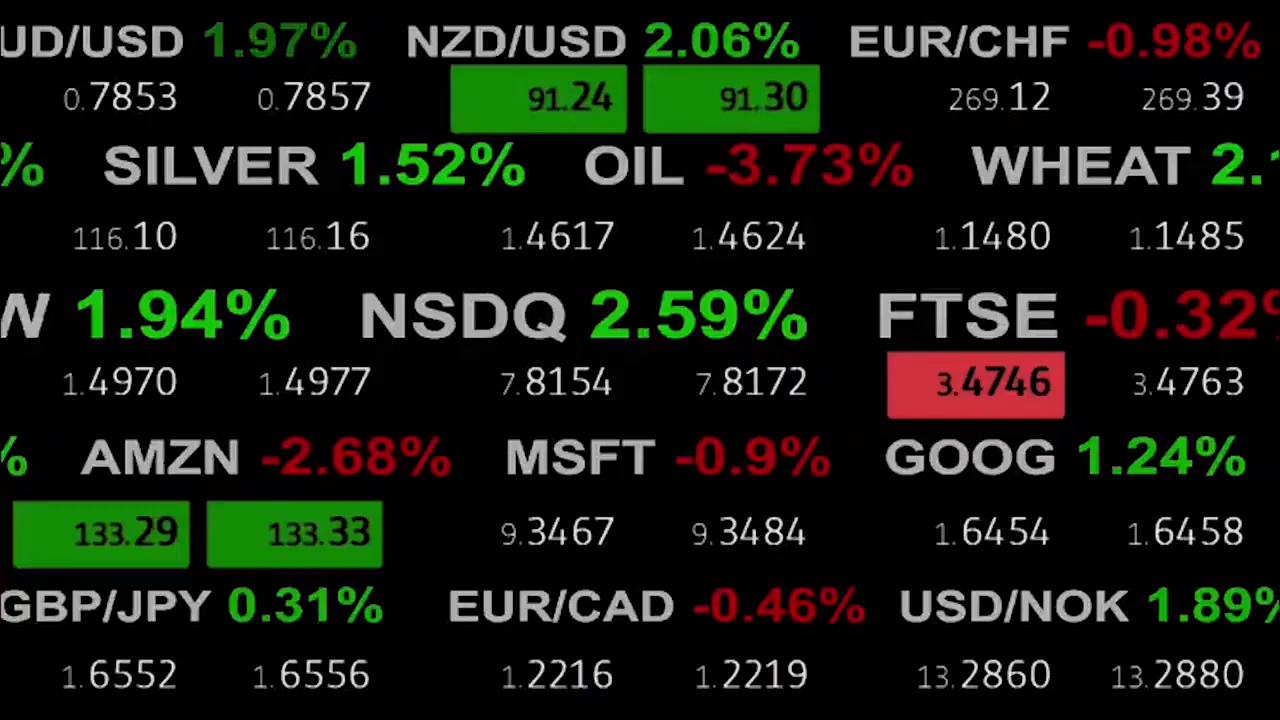 UD/USD 1.97% NZD/USD 2.06% EUR/CHF -0.98%
0.7853 0.7857 91.24 91.30 269.12 269.39
% SILVER 1.52% OIL -3.73% WHEAT 2.1
116.10 116.16 1.4617 1.4624 1.1480 1.1485
W 1.94% NSDQ 2.59% FTSE -0.32%
1.4970 1.4977 7.8154 7.8172 3.4746 3.4763
% AMZN -2.68% MSFT -0.9% GOOG 1.24%
133.29 133.33 9.3467 9.3484 1.6454 1.6458
GBP/JPY 0.31% EUR/CAD -0.46% USD/NOK 1.89%
1.6552 1.6556 1.2216 1.2219 13.2860 13.2880